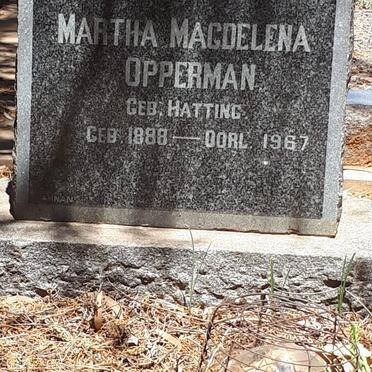 MARTHA MAGDELENA
OPPERMAN
GEB. HATTING
GEB. 1888 — OORL. 1967